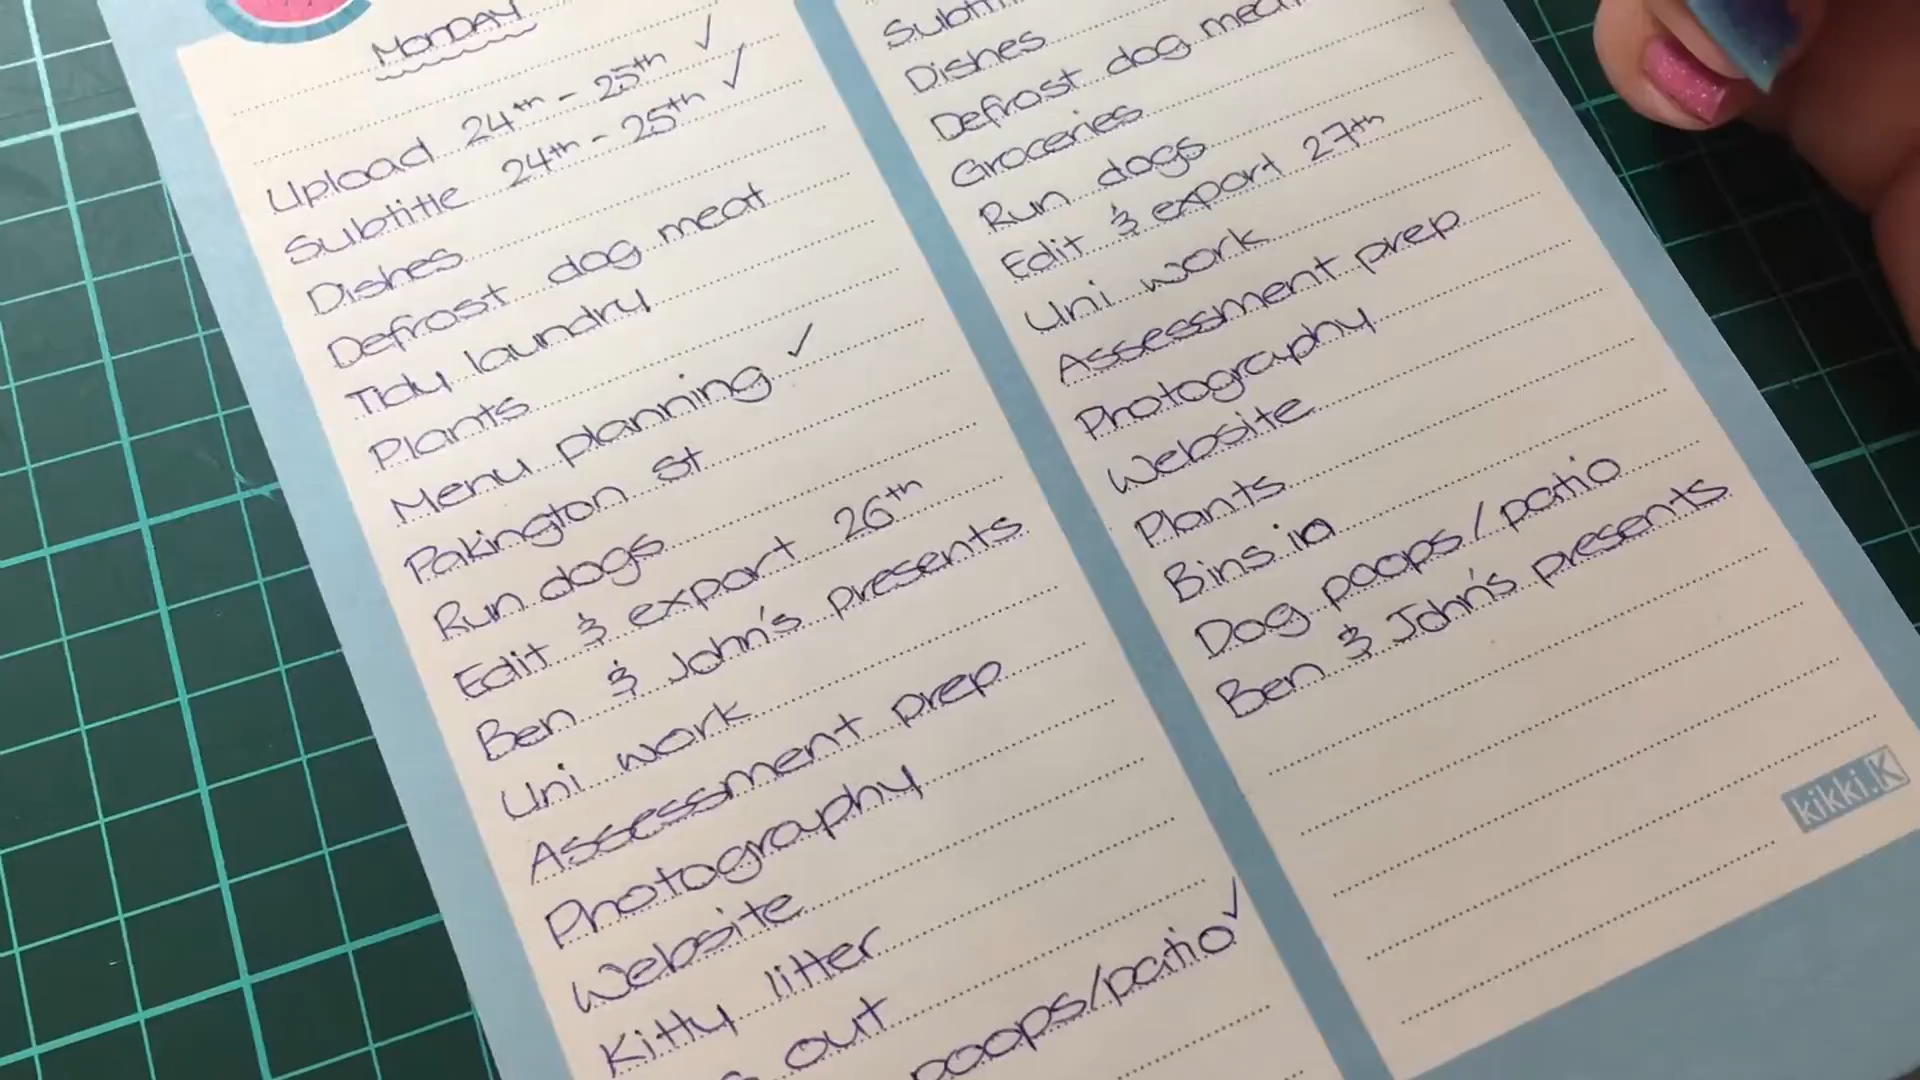 MONDAY
Upload 24th - 25th ✓
Subtitle 24th - 25th ✓
Dishes
Defrost dog meat
Tidy laundry
Plants
Menu planning ✓
Pakington st
Run dogs
Edit & export 26th
Ben & John's presents
Uni work
Assessment prep
Photography
Website
Kitty litter
out
poops/patio ✓
Dishes
Defrost dog meat
Groceries
Run dogs
Edit & export 27th
Uni work
Assessment prep
Photography
Website
Plants
Bins in
Dog poops / patio
Ben & John's presents
kikki.K